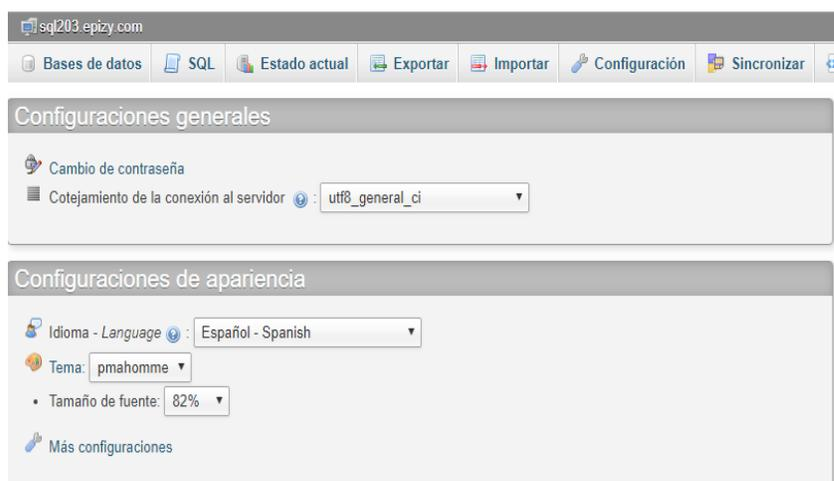 sql203.epizy.com
Bases de datos SQL Estado actual Exportar Importar Configuración Sincronizar
Configuraciones generales
Cambio de contraseña
Cotejamiento de la conexión al servidor : utf8_general_ci
Configuraciones de apariencia
Idioma - Language : Español - Spanish
Tema: pmahomme
• Tamaño de fuente: 82%
Más configuraciones